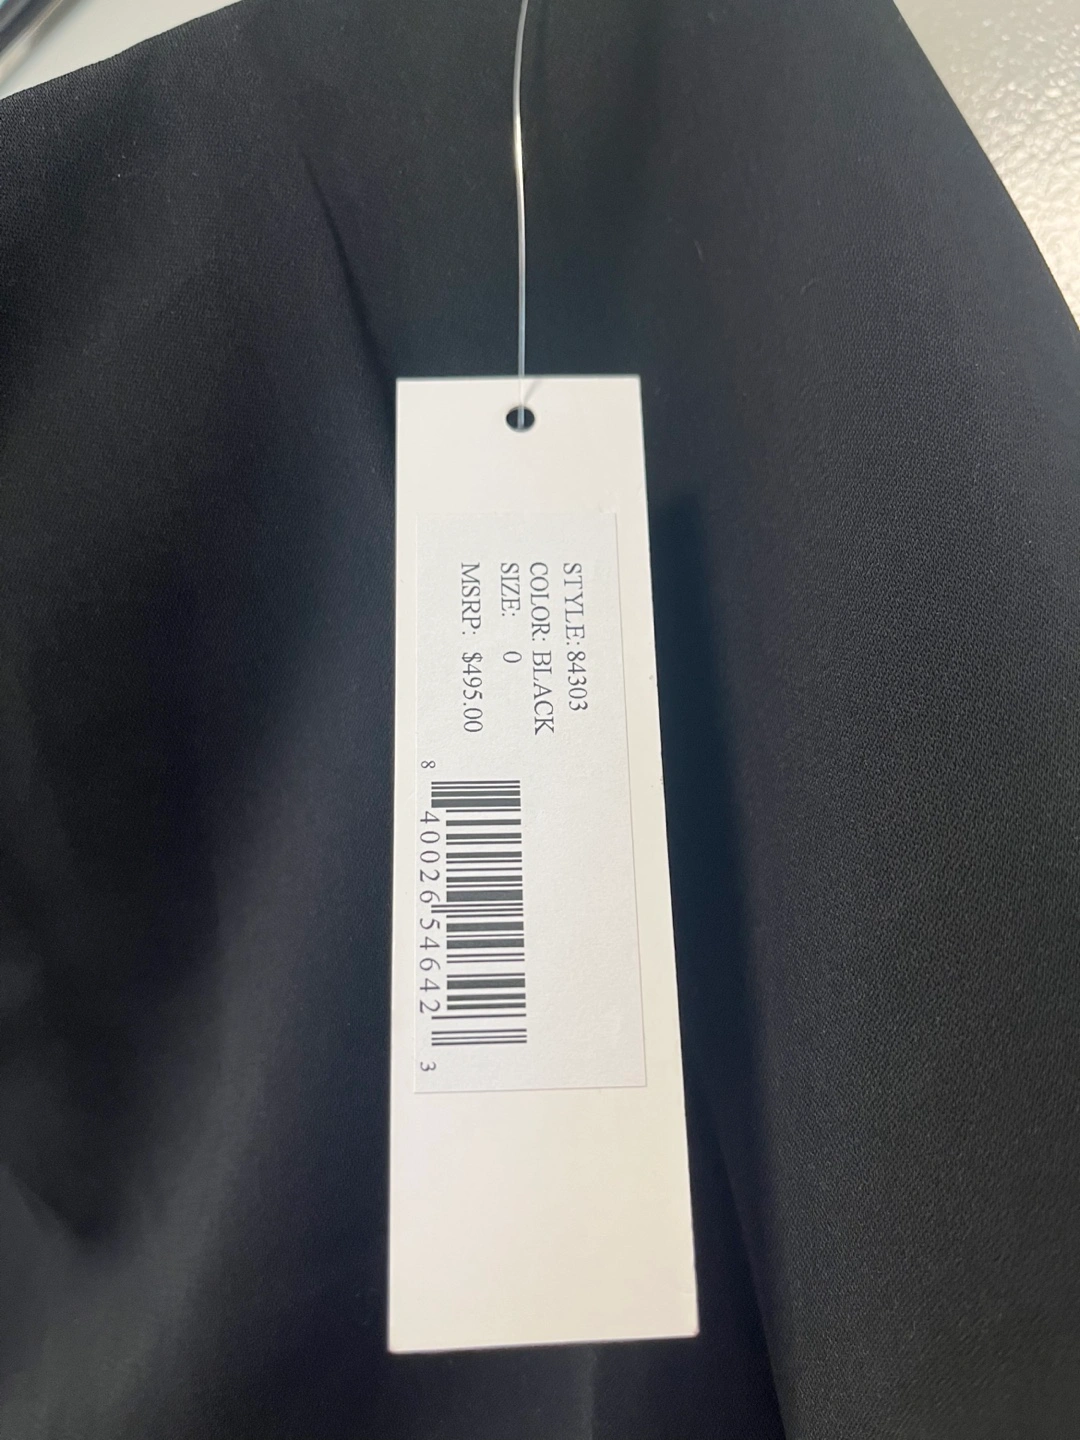 STYLE: 84303
COLOR: BLACK
SIZE: 0
MSRP: $495.00
8 40026 54642 3